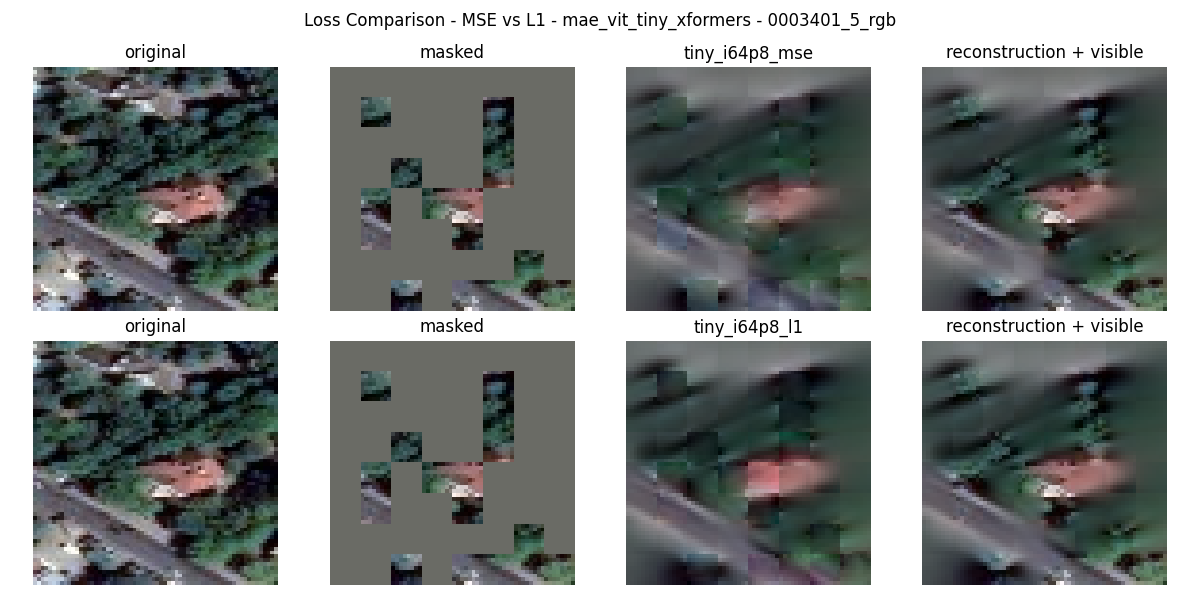 Loss Comparison - MSE vs L1 - mae_vit_tiny_xformers - 0003401_5_rgb
original masked tiny_i64p8_mse reconstruction + visible
original masked tiny_i64p8_l1 reconstruction + visible